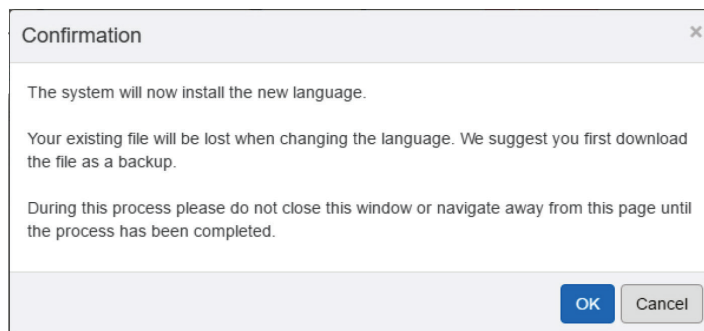 Confirmation
×
The system will now install the new language.
Your existing file will be lost when changing the language. We suggest you first download
the file as a backup.
During this process please do not close this window or navigate away from this page until
the process has been completed.
OK
Cancel